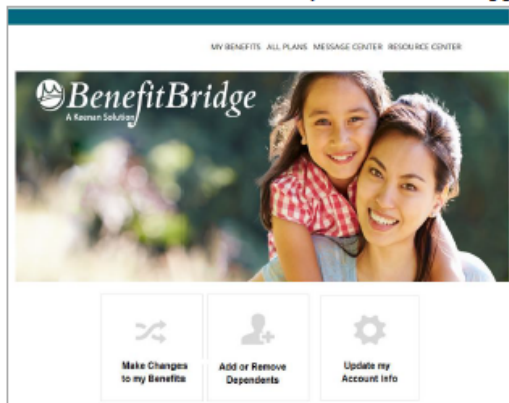 MY BENEFITS ALL PLANS MESSAGE CENTER RESOURCE CENTER
BenefitBridge
A Keenan Solution
Make Changes
to my Benefits
Add or Remove
Dependents
Update my
Account Info